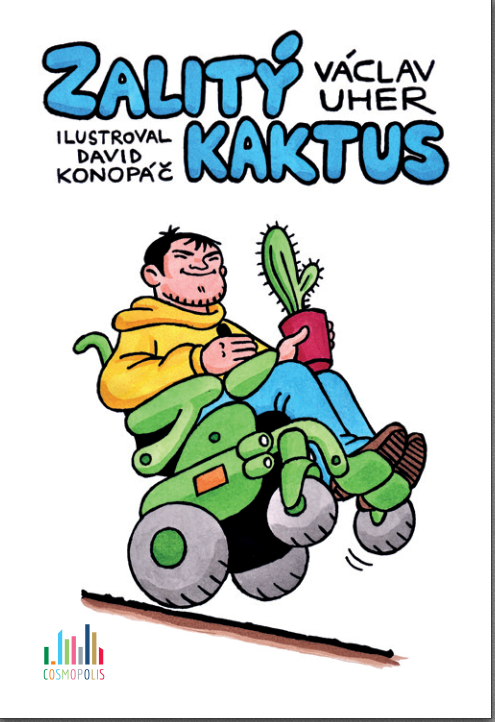 ZALITÝ
VÁCLAV
UHER
ILUSTROVAL
DAVID
KONOPÁČ
KAKTUS
COSMOPOLIS